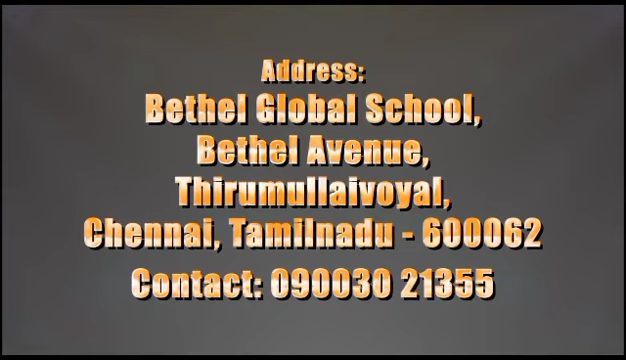 Address:
Bethel Global School,
Bethel Avenue,
Thirumullaivoyal,
Chennai, Tamilnadu - 600062
Contact: 090030 21355